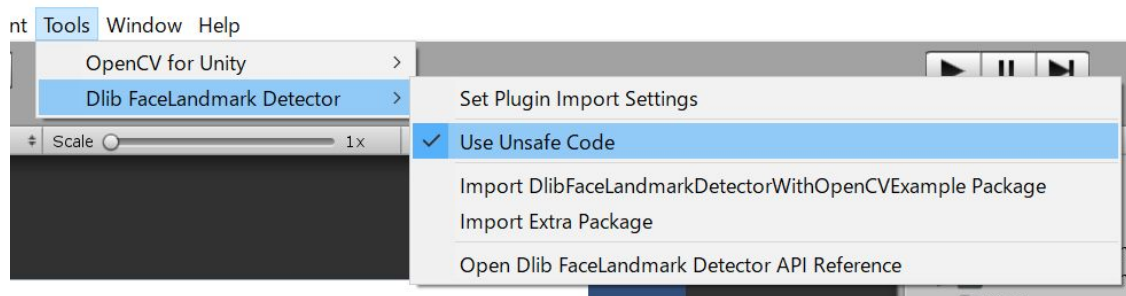 nt Tools Window Help
OpenCV for Unity
Dlib FaceLandmark Detector
Set Plugin Import Settings
Scale 1x
Use Unsafe Code
Import DlibFaceLandmarkDetectorWithOpenCVExample Package
Import Extra Package
Open Dlib FaceLandmark Detector API Reference